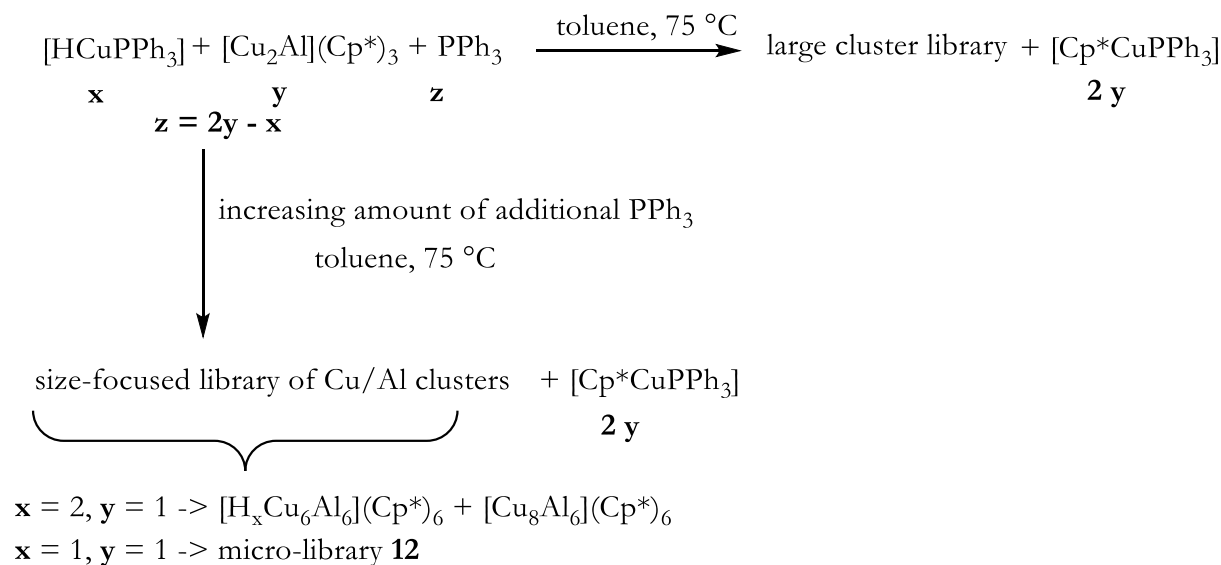 [HCuPPh₃] + [Cu₂Al](Cp*)₃ + PPh₃ toluene, 75 °C large cluster library + [Cp*CuPPh₃]
x y z 2 y
z = 2y - x
increasing amount of additional PPh₃
toluene, 75 °C
size-focused library of Cu/Al clusters + [Cp*CuPPh₃]
2 y
x = 2, y = 1 -> [HₓCu₆Al₆](Cp*)₆ + [Cu₈Al₆](Cp*)₆
x = 1, y = 1 -> micro-library 12